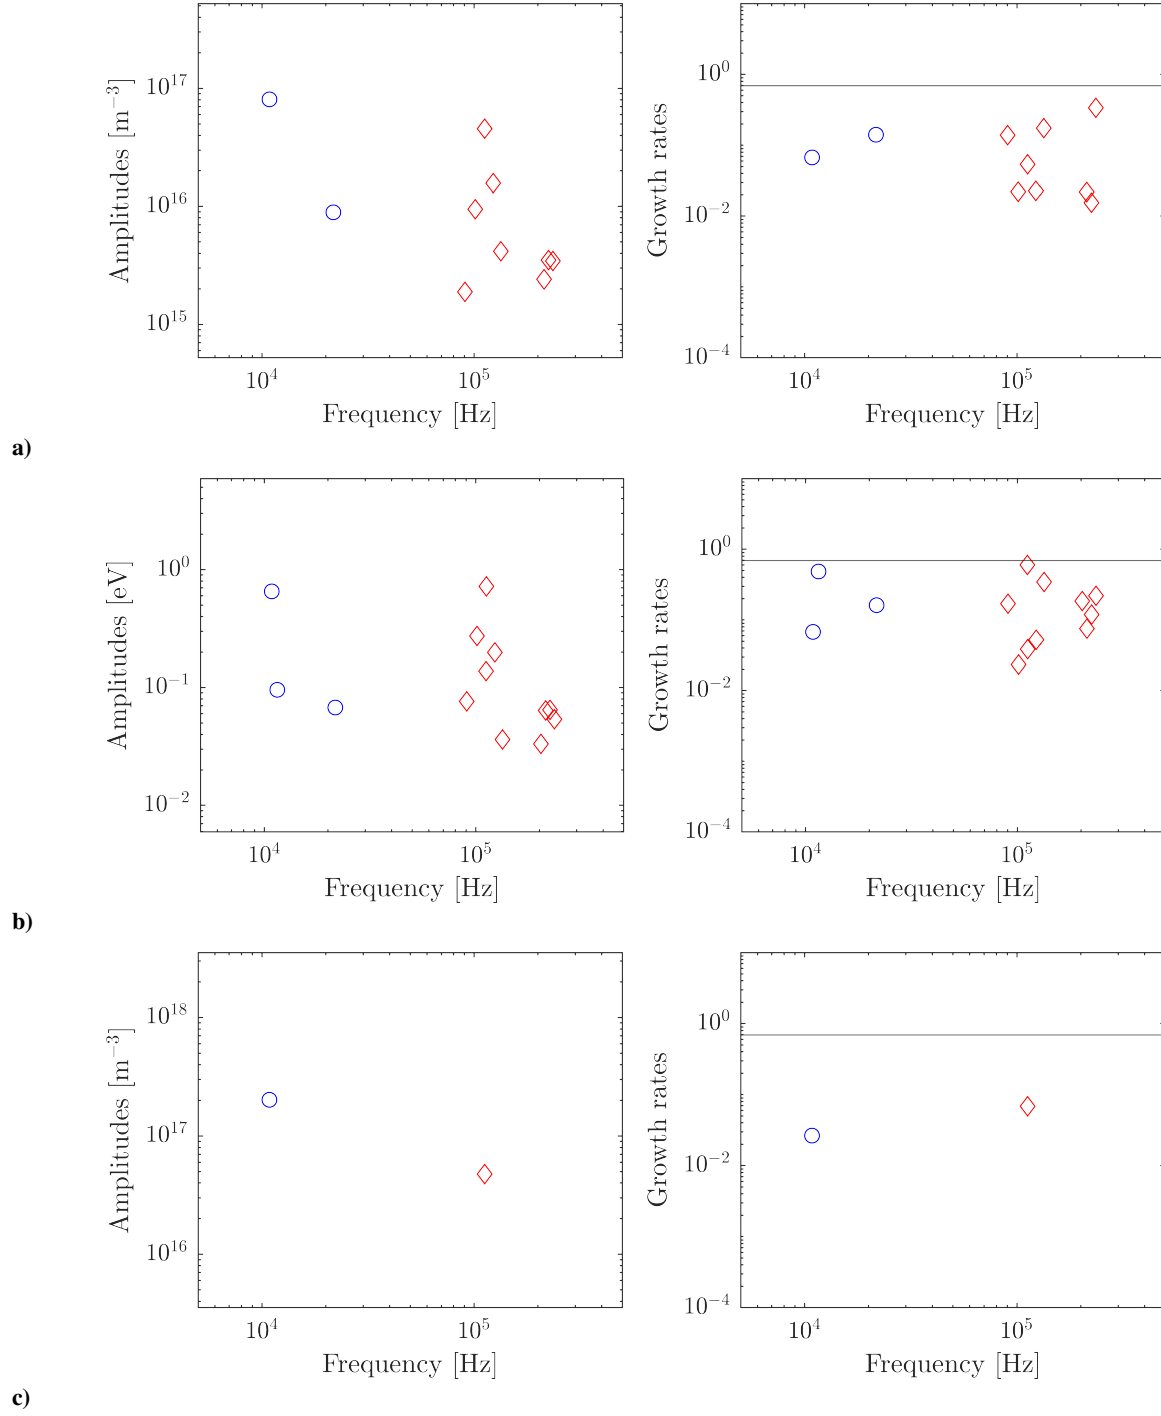 10^17
10^16
10^15
Amplitudes [m^−3]
10^4
10^5
Frequency [Hz]
10^0
10^−2
10^−4
Growth rates
10^4
10^5
Frequency [Hz]
a)
10^0
10^−1
10^−2
Amplitudes [eV]
10^4
10^5
Frequency [Hz]
10^0
10^−2
10^−4
Growth rates
10^4
10^5
Frequency [Hz]
b)
10^18
10^17
10^16
Amplitudes [m^−3]
10^4
10^5
Frequency [Hz]
10^0
10^−2
10^−4
Growth rates
10^4
10^5
Frequency [Hz]
c)